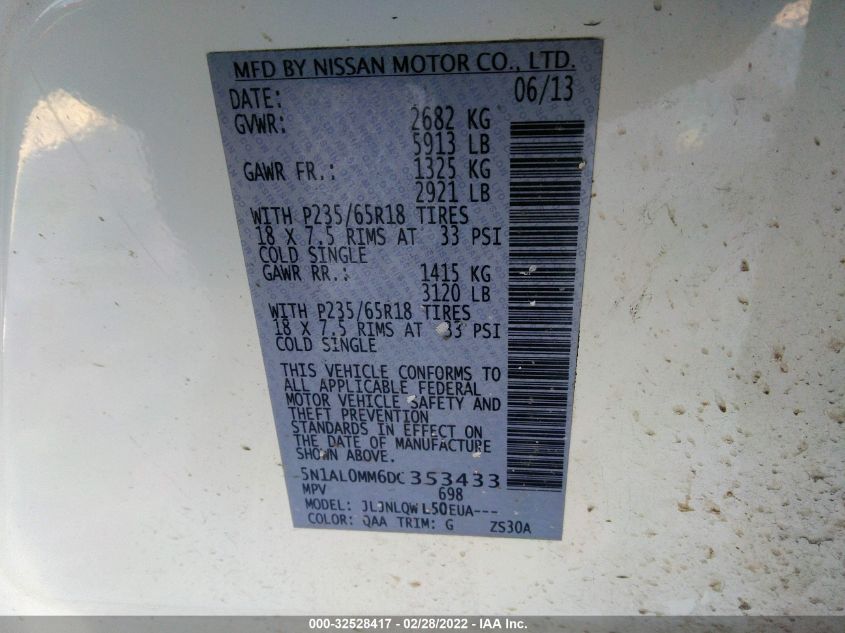 MFD BY NISSAN MOTOR CO., LTD.
DATE: 06/13
GVWR: 2682 KG
5913 LB
GAWR FR.: 1325 KG
2921 LB
WITH P235/65R18 TIRES
18 X 7.5 RIMS AT 33 PSI
COLD SINGLE
GAWR RR.: 1415 KG
3120 LB
WITH P235/65R18 TIRES
18 X 7.5 RIMS AT 33 PSI
COLD SINGLE
THIS VEHICLE CONFORMS TO
ALL APPLICABLE FEDERAL
MOTOR VEHICLE SAFETY AND
THEFT PREVENTION
STANDARDS IN EFFECT ON
THE DATE OF MANUFACTURE
SHOWN ABOVE.
5N1AL0MM6DC353433
MPV 698
MODEL: JLJNLQWL50EUA---
COLOR: QAA TRIM: G ZS30A
000-32528417 - 02/28/2022 - IAA Inc.